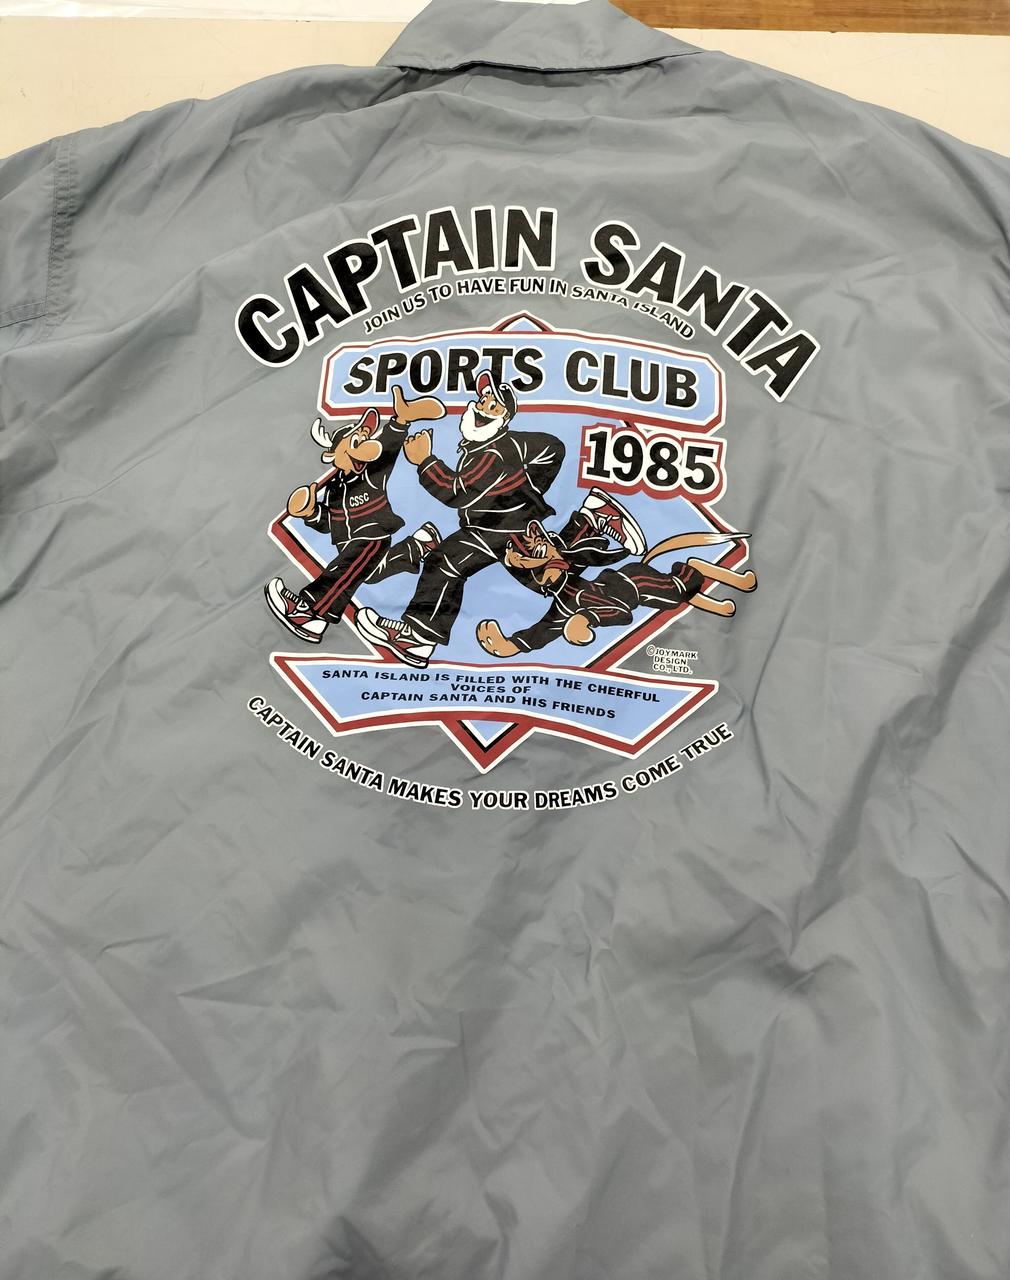 CAPTAIN SANTA
JOIN US TO HAVE FUN IN SANTA ISLAND
SPORTS CLUB
1985
CSSC
©JOYMARK
DESIGN
CO., LTD.
SANTA ISLAND IS FILLED WITH THE CHEERFUL
VOICES OF
CAPTAIN SANTA AND HIS FRIENDS
CAPTAIN SANTA MAKES YOUR DREAMS COME TRUE